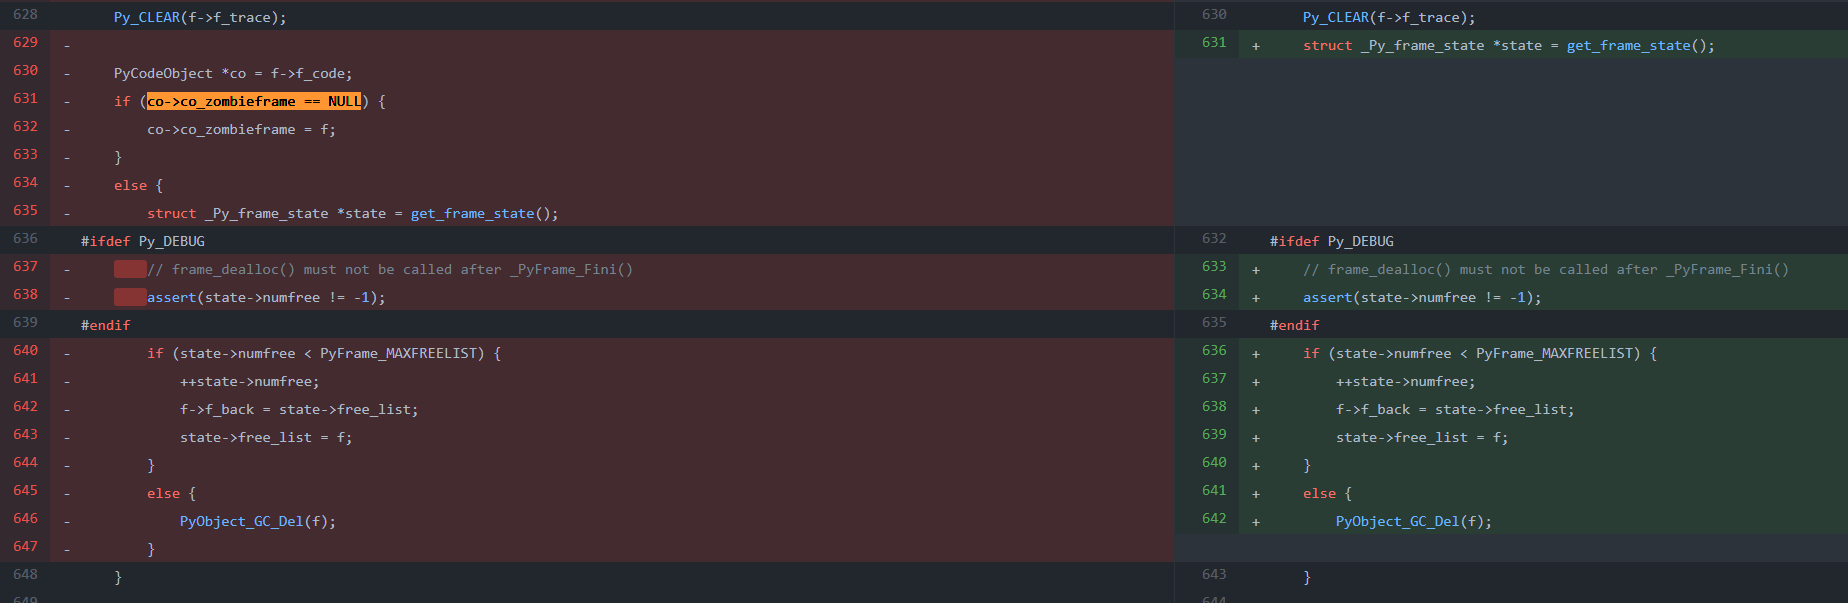 628 Py_CLEAR(f->f_trace);
629 -
630 - PyCodeObject *co = f->f_code;
631 - if (co->co_zombieframe == NULL) {
632 - co->co_zombieframe = f;
633 - }
634 - else {
635 - struct _Py_frame_state *state = get_frame_state();
636 #ifdef Py_DEBUG
637 - // frame_dealloc() must not be called after _PyFrame_Fini()
638 - assert(state->numfree != -1);
639 #endif
640 - if (state->numfree < PyFrame_MAXFREELIST) {
641 - ++state->numfree;
642 - f->f_back = state->free_list;
643 - state->free_list = f;
644 - }
645 - else {
646 - PyObject_GC_Del(f);
647 - }
648 }
649
630 Py_CLEAR(f->f_trace);
631 + struct _Py_frame_state *state = get_frame_state();
632 #ifdef Py_DEBUG
633 + // frame_dealloc() must not be called after _PyFrame_Fini()
634 + assert(state->numfree != -1);
635 #endif
636 + if (state->numfree < PyFrame_MAXFREELIST) {
637 + ++state->numfree;
638 + f->f_back = state->free_list;
639 + state->free_list = f;
640 + }
641 + else {
642 + PyObject_GC_Del(f);
643 }
644